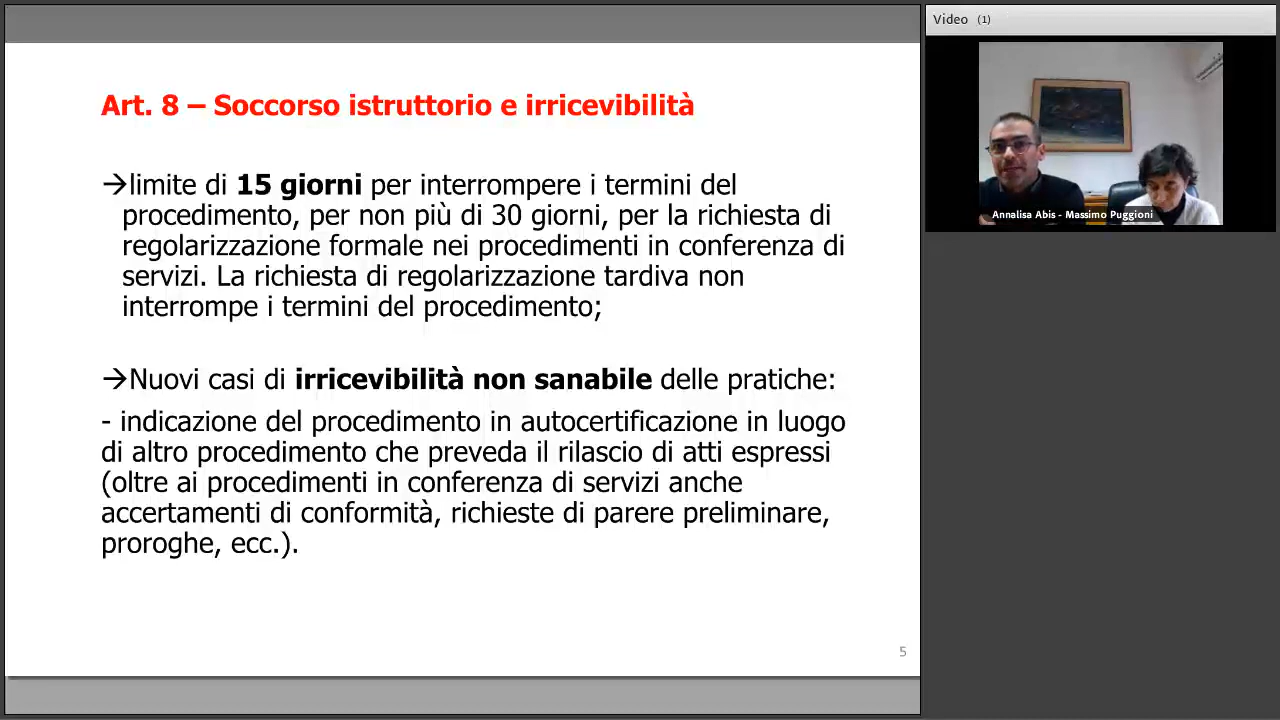 Art. 8 – Soccorso istruttorio e irricevibilità
→limite di 15 giorni per interrompere i termini del
procedimento, per non più di 30 giorni, per la richiesta di
regolarizzazione formale nei procedimenti in conferenza di
servizi. La richiesta di regolarizzazione tardiva non
interrompe i termini del procedimento;
→Nuovi casi di irricevibilità non sanabile delle pratiche:
- indicazione del procedimento in autocertificazione in luogo
di altro procedimento che preveda il rilascio di atti espressi
(oltre ai procedimenti in conferenza di servizi anche
accertamenti di conformità, richieste di parere preliminare,
proroghe, ecc.).
5
Video (1)
Annalisa Abis - Massimo Puggioni